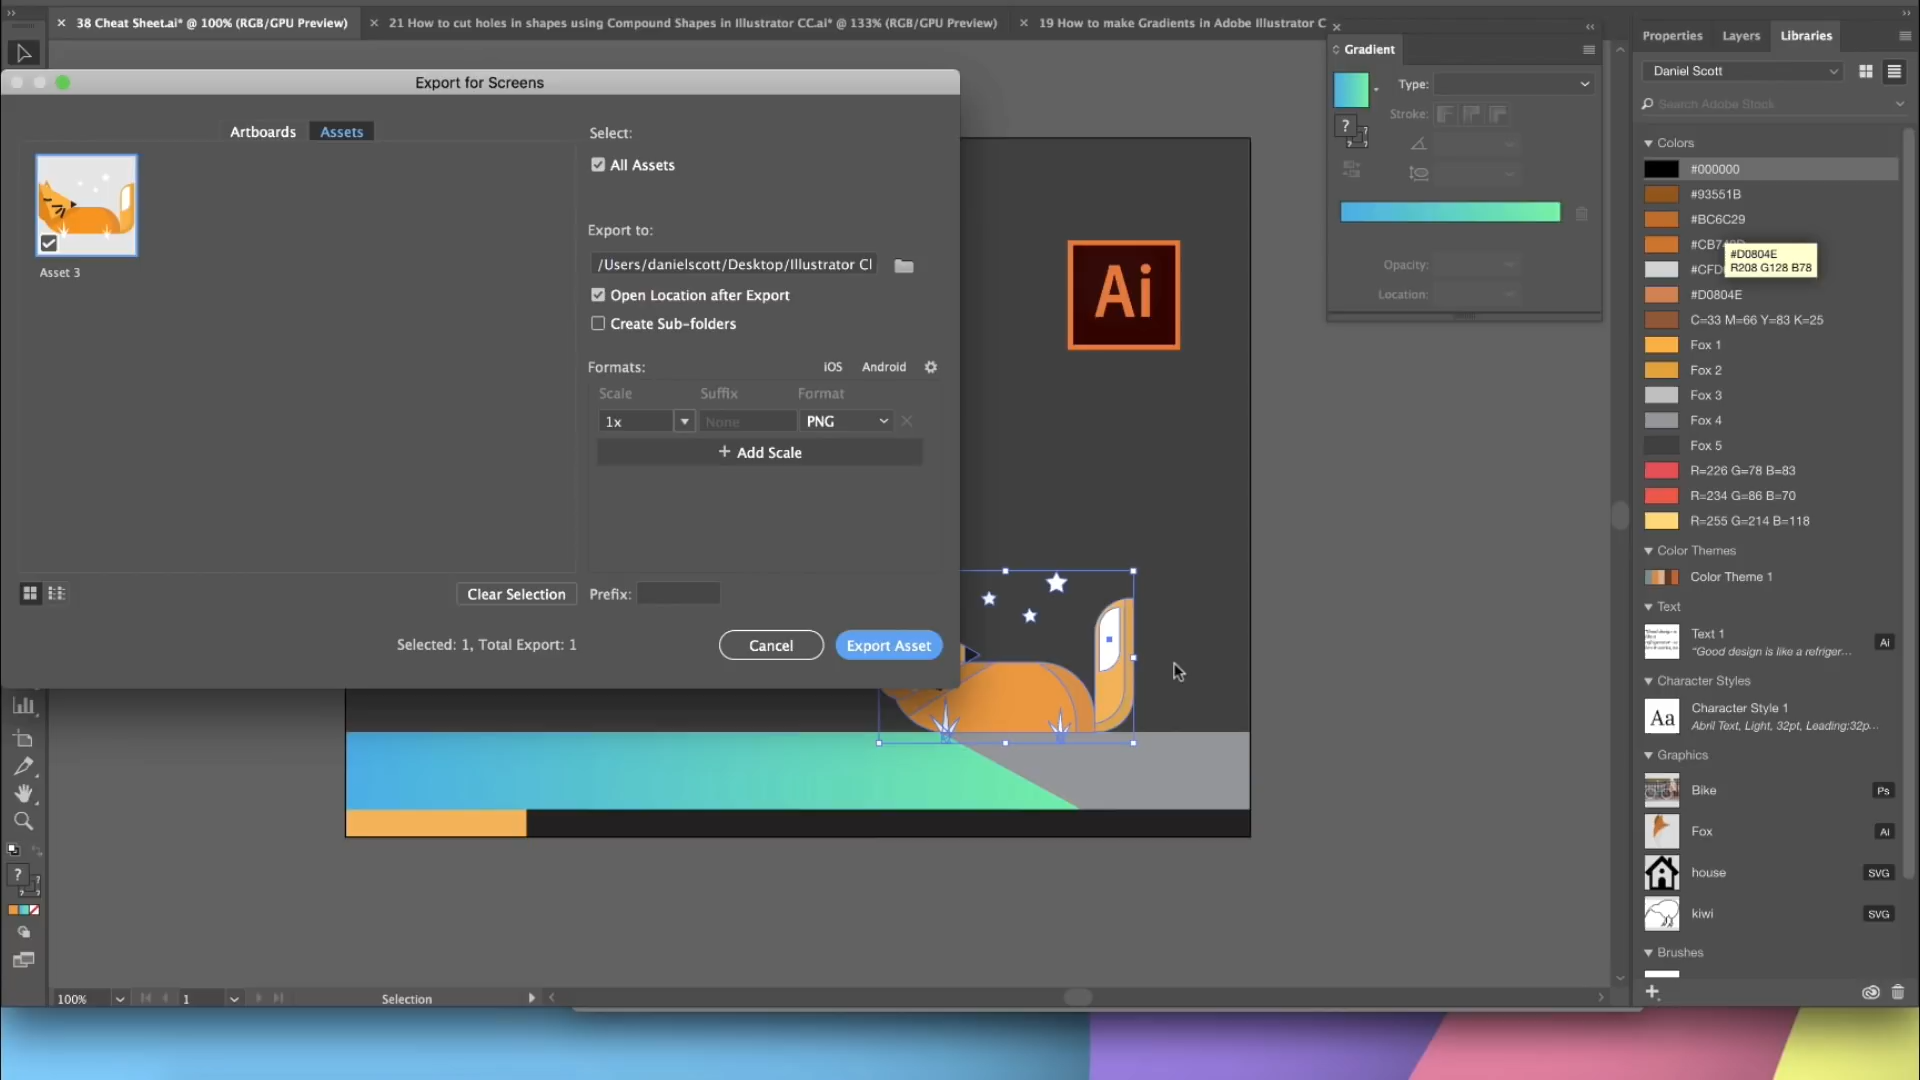 38 Cheat Sheet.ai* @ 100% (RGB/GPU Preview)
21 How to cut holes in shapes using Compound Shapes in Illustrator CC.ai* @ 133% (RGB/GPU Preview)
19 How to make Gradients in Adobe Illustrator C
Export for Screens
Artboards
Assets
Asset 3
Select:
All Assets
Export to:
/Users/danielscott/Desktop/Illustrator Cl
Open Location after Export
Create Sub-folders
Formats:
iOS
Android
Scale
Suffix
Format
1x
None
PNG
+ Add Scale
Clear Selection
Prefix:
Selected: 1, Total Export: 1
Cancel
Export Asset
Ai
Gradient
Type:
Stroke:
?
?
Opacity:
Location:
Properties
Layers
Libraries
Daniel Scott
Search Adobe Stock
Colors
#000000
#93551B
#BC6C29
#D0804E
R208 G128 B78
#D0804E
C=33 M=66 Y=83 K=25
Fox 1
Fox 2
Fox 3
Fox 4
Fox 5
R=226 G=78 B=83
R=234 G=86 B=70
R=255 G=214 B=118
Color Themes
Color Theme 1
Text
Text 1
Ai
"Good design is like a refriger...
Character Styles
Aa
Character Style 1
Abril Text, Light, 32pt, Leading:32p...
Graphics
Bike
Ps
Fox
Ai
house
SVG
kiwi
SVG
Brushes
?
?
100%
1
Selection